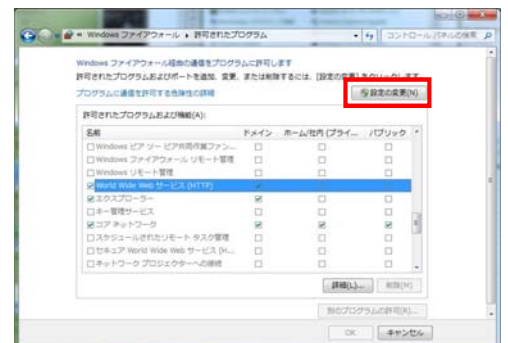 Windows ファイアウォール ▸ 許可されたプログラム
コントロール パネルの検索
Windows ファイアウォール経由の通信をプログラムに許可します
許可されたプログラムおよびポートを追加、変更、または削除するには、[設定の変更] をクリックします
プログラムに通信を許可する危険性の詳細
設定の変更(N)
許可されたプログラムおよび機能(A):
名前 ドメイン ホーム/社内 (プライ... パブリック
Windows ピア ツー ピア共同作業ファン...
Windows ファイアウォール リモート管理
Windows リモート管理
World Wide Web サービス (HTTP)
エクスプローラー
キー管理サービス
コア ネットワーク
スケジュールされたリモート タスク管理
セキュア World Wide Web サービス (H...
ネットワーク プロジェクターへの接続
詳細(L)... 削除(M)
別のプログラムの許可(R)...
OK キャンセル